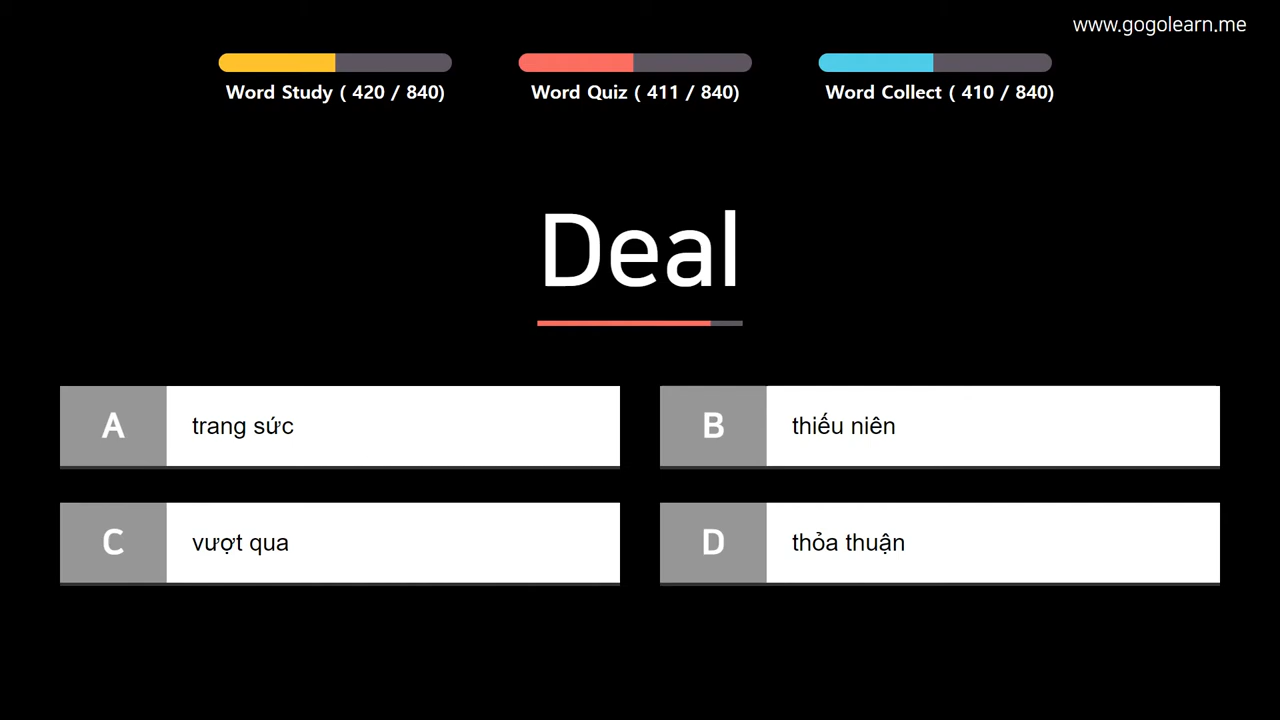 www.gogolearn.me
Word Study ( 420 / 840)
Word Quiz ( 411 / 840)
Word Collect ( 410 / 840)
Deal
A
trang sức
B
thiếu niên
C
vượt qua
D
thỏa thuận